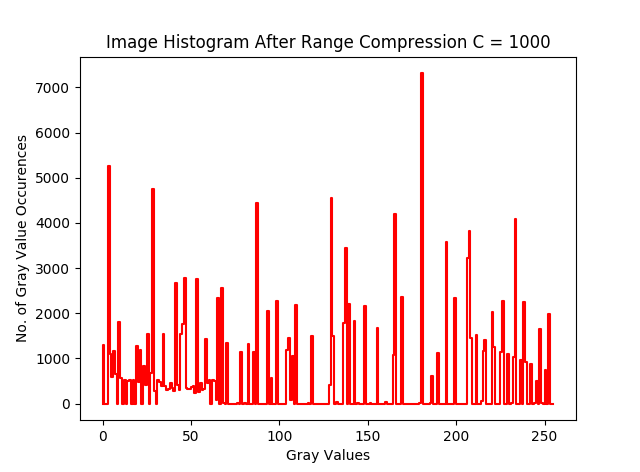 Image Histogram After Range Compression C = 1000
No. of Gray Value Occurences
7000
6000
5000
4000
3000
2000
1000
0
0 50 100 150 200 250
Gray Values